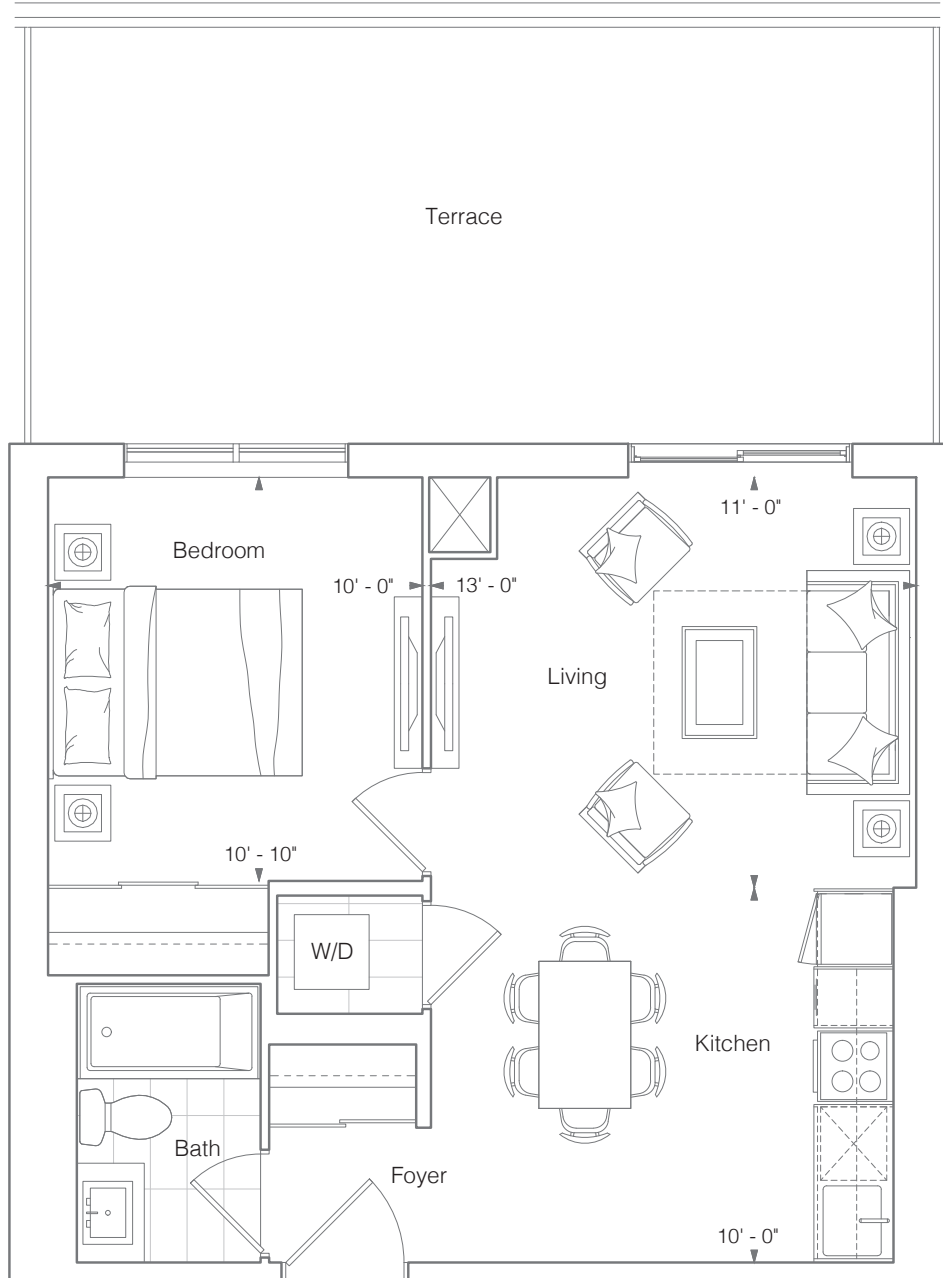 Terrace
11' - 0"
Bedroom
10' - 0" 13' - 0"
Living
10' - 10"
W/D
Kitchen
Bath
Foyer
10' - 0"